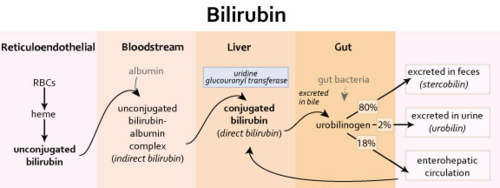 Bilirubin
Reticuloendothelial
RBCs
heme
unconjugated
bilirubin
Bloodstream
albumin
unconjugated
bilirubin-
albumin
complex
(indirect bilirubin)
Liver
uridine
glucouronyl transferase
conjugated
bilirubin
(direct bilirubin)
Gut
gut bacteria
excreted
in bile
urobilinogen
80%
2%
18%
excreted in feces
(stercobilin)
excreted in urine
(urobilin)
enterohepatic
circulation